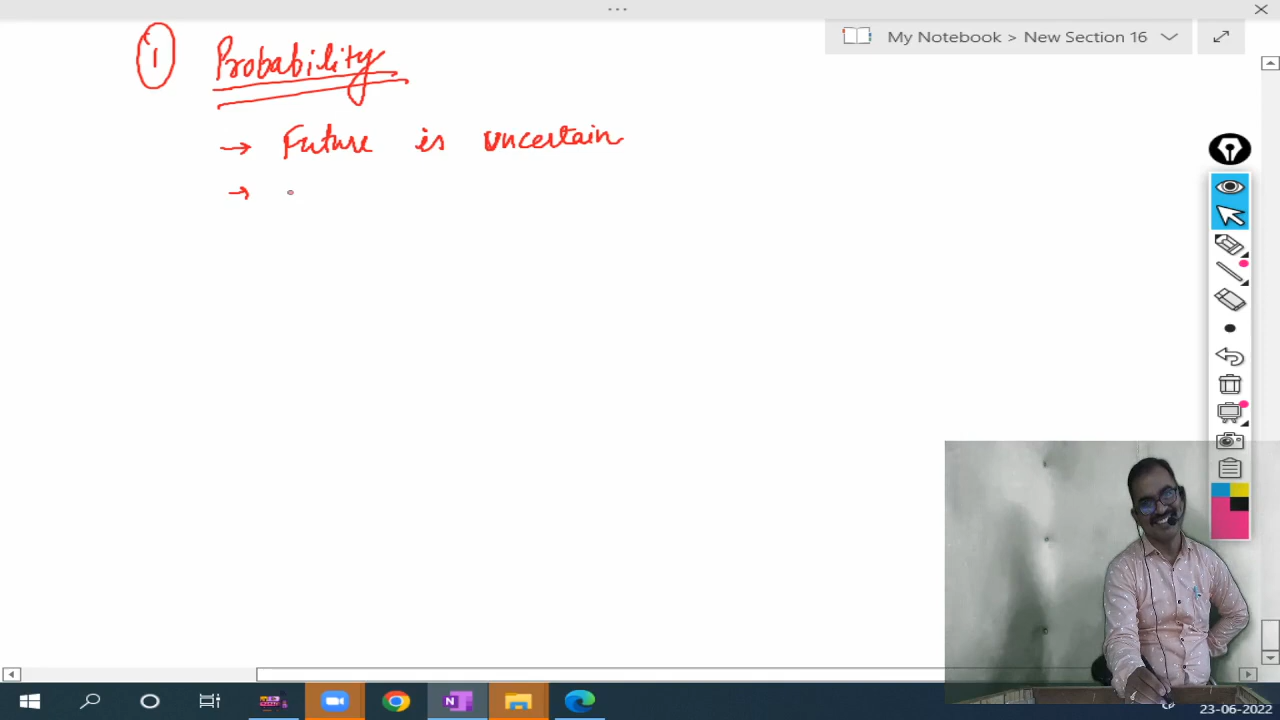 My Notebook > New Section 16
① Probability
→ Future is uncertain
→
23-06-2022